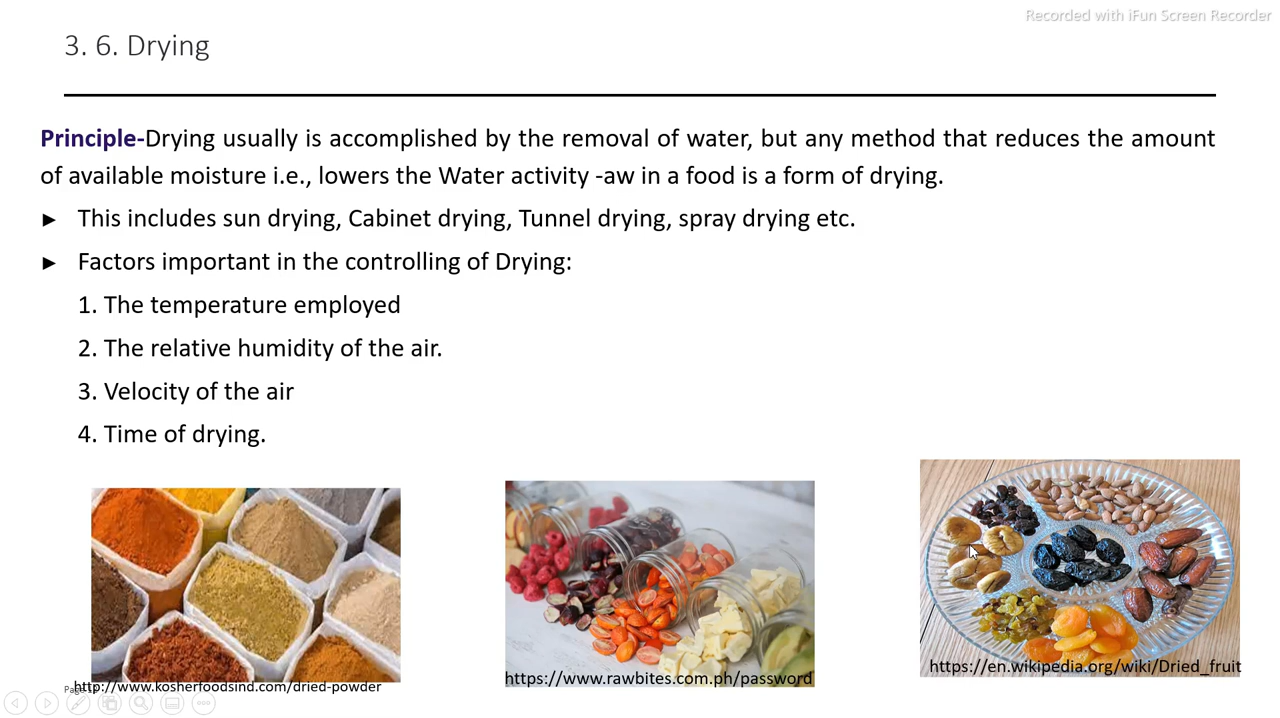 Recorded with iFun Screen Recorder
3. 6. Drying
Principle-Drying usually is accomplished by the removal of water, but any method that reduces the amount
of available moisture i.e., lowers the Water activity -aw in a food is a form of drying.
► This includes sun drying, Cabinet drying, Tunnel drying, spray drying etc.
► Factors important in the controlling of Drying:
1. The temperature employed
2. The relative humidity of the air.
3. Velocity of the air
4. Time of drying.
http://www.kosherfoodsind.com/dried-powder
https://www.rawbites.com.ph/password
https://en.wikipedia.org/wiki/Dried_fruit